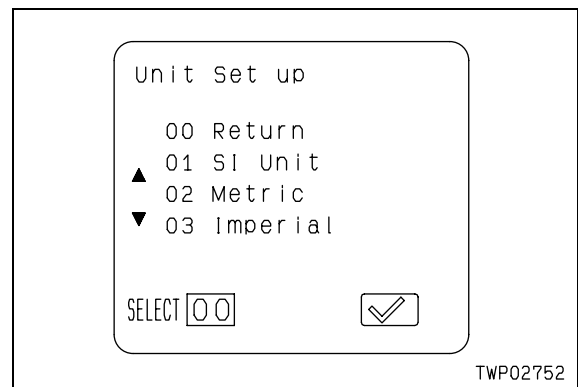 Unit Set up
00 Return
01 SI Unit
02 Metric
03 Imperial
SELECT 00
TWP02752